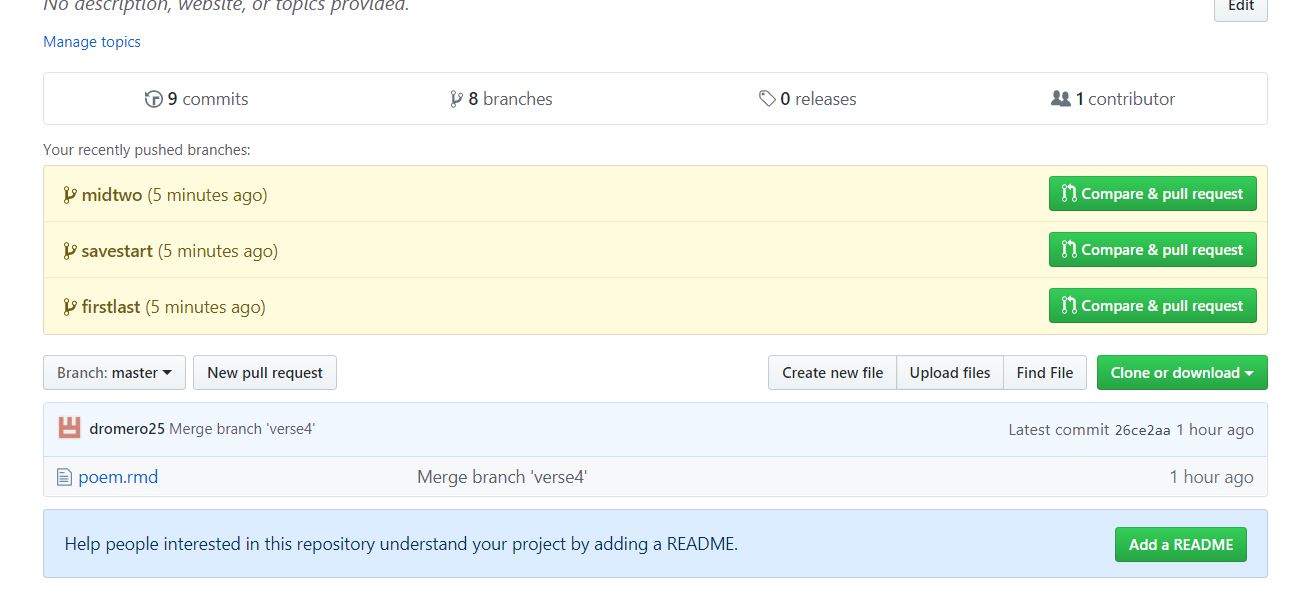 No description, website, or topics provided.
Edit
Manage topics
9 commits 8 branches 0 releases 1 contributor
Your recently pushed branches:
midtwo (5 minutes ago) Compare & pull request
savestart (5 minutes ago) Compare & pull request
firstlast (5 minutes ago) Compare & pull request
Branch: master New pull request Create new file Upload files Find File Clone or download
dromero25 Merge branch 'verse4' Latest commit 26ce2aa 1 hour ago
poem.rmd Merge branch 'verse4' 1 hour ago
Help people interested in this repository understand your project by adding a README. Add a README